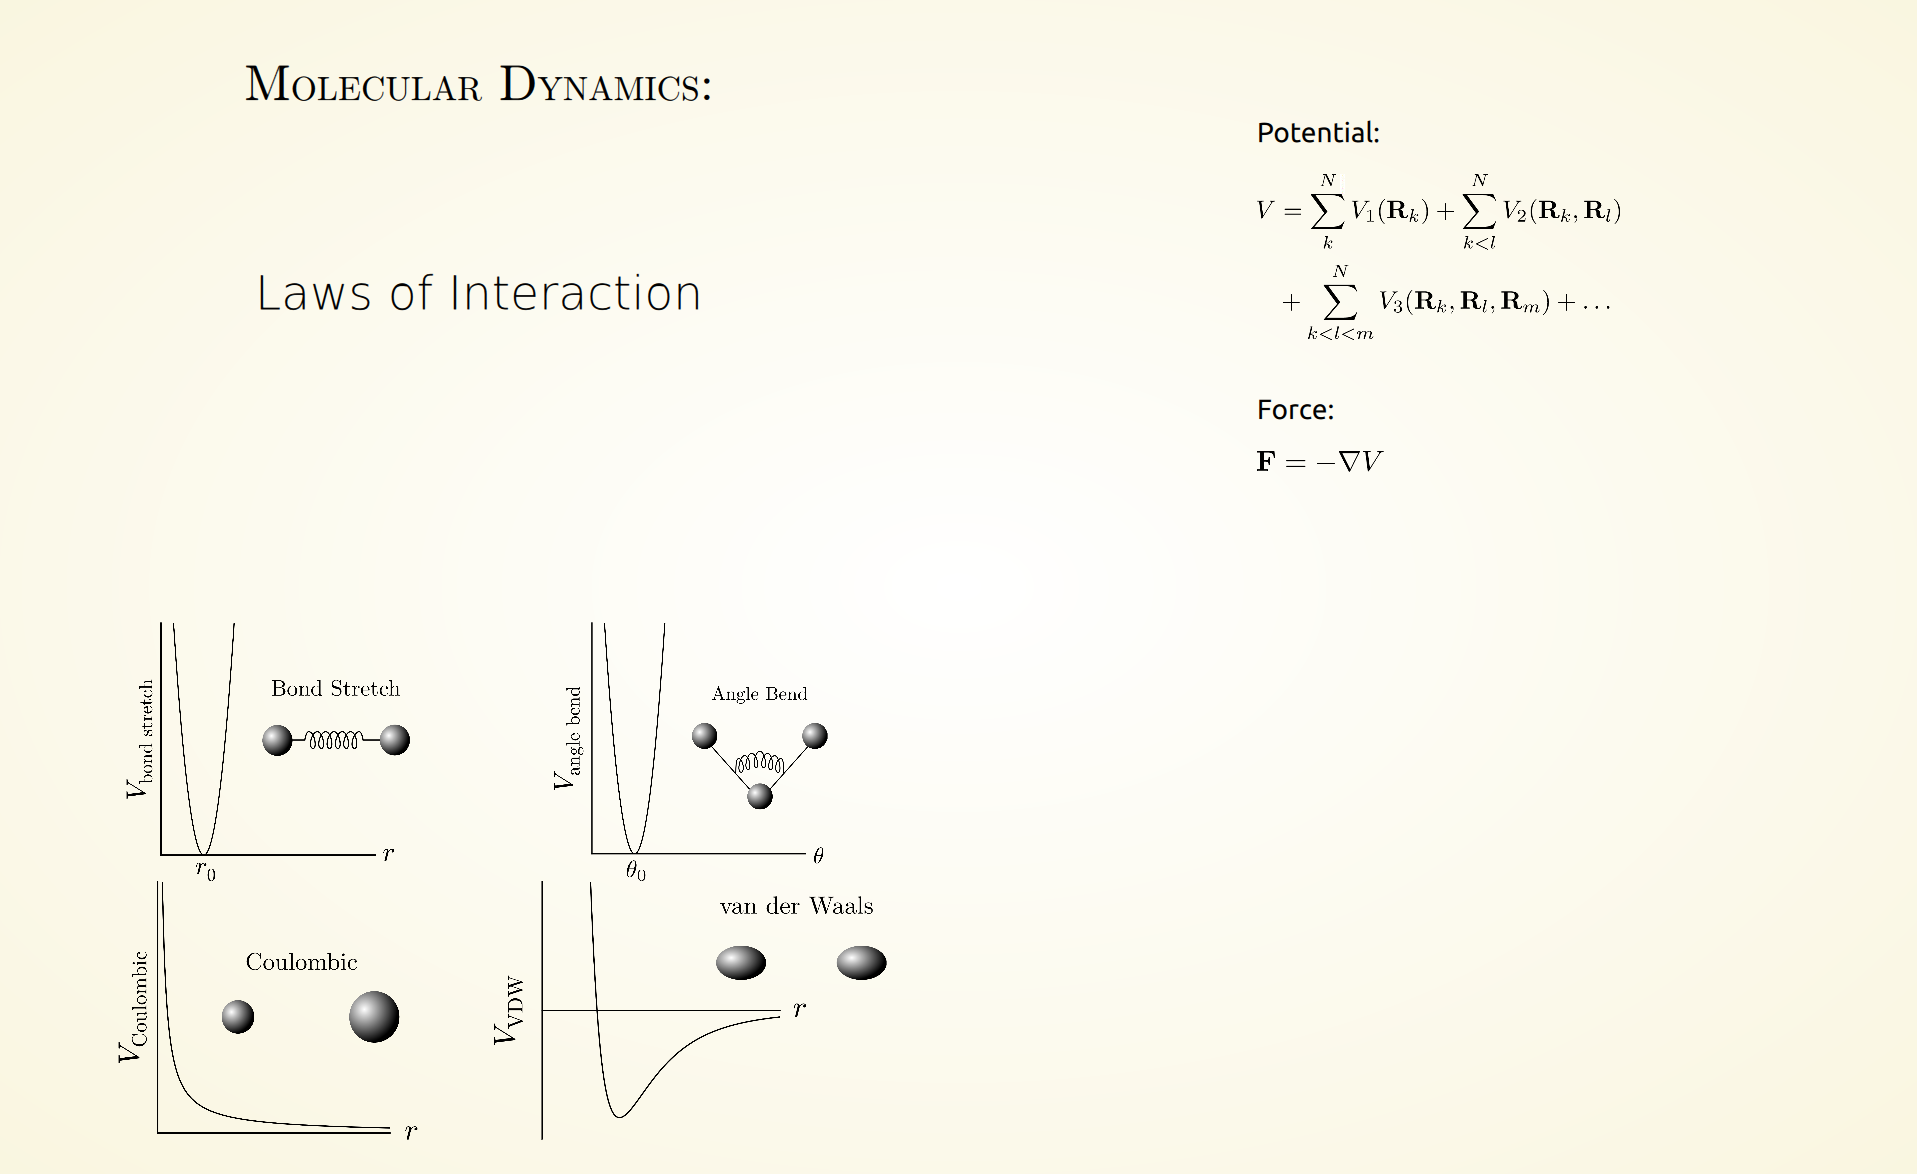 MOLECULAR DYNAMICS:
Laws of Interaction
Potential:
$V = \sum_{k}^{N} V_1(\mathbf{R}_k) + \sum_{k<l}^{N} V_2(\mathbf{R}_k, \mathbf{R}_l)$
$+ \sum_{k<l<m}^{N} V_3(\mathbf{R}_k, \mathbf{R}_l, \mathbf{R}_m) + \ldots$
Force:
$\mathbf{F} = -\nabla V$
$V_{\text{bond stretch}}$
Bond Stretch
$r$
$r_0$
$V_{\text{angle bend}}$
Angle Bend
$\theta$
$\theta_0$
$V_{\text{Coulombic}}$
Coulombic
$r$
$V_{\text{VDW}}$
van der Waals
$r$